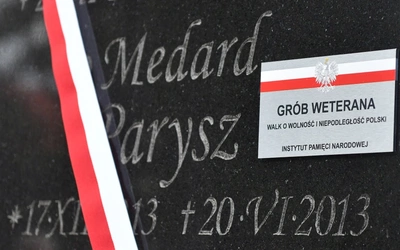 Medard
Parysz
*17·XI 13 †20·VI·2013
GRÓB WETERANA
WALK O WOLNOŚĆ I NIEPODLEGŁOŚĆ POLSKI
INSTYTUT PAMIĘCI NARODOWEJ